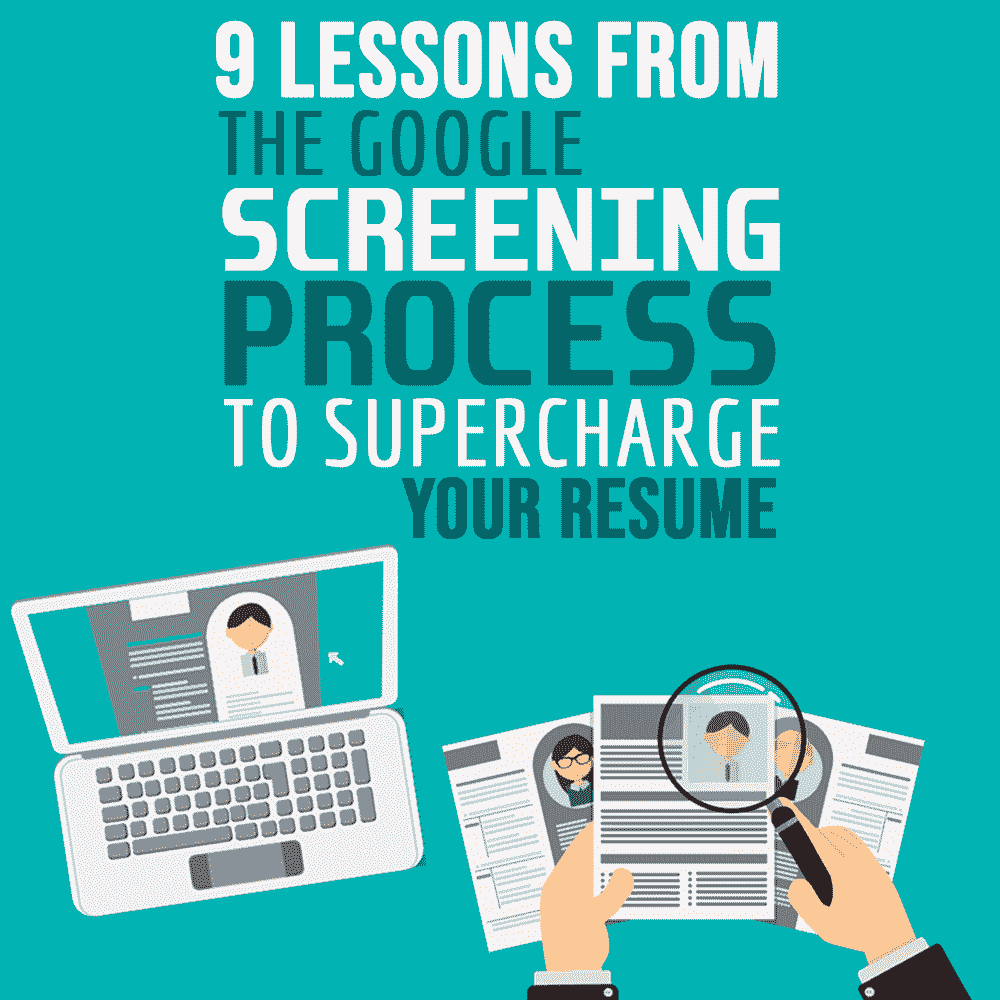 9 LESSONS FROM
THE GOOGLE
SCREENING
PROCESS
TO SUPERCHARGE
YOUR RESUME